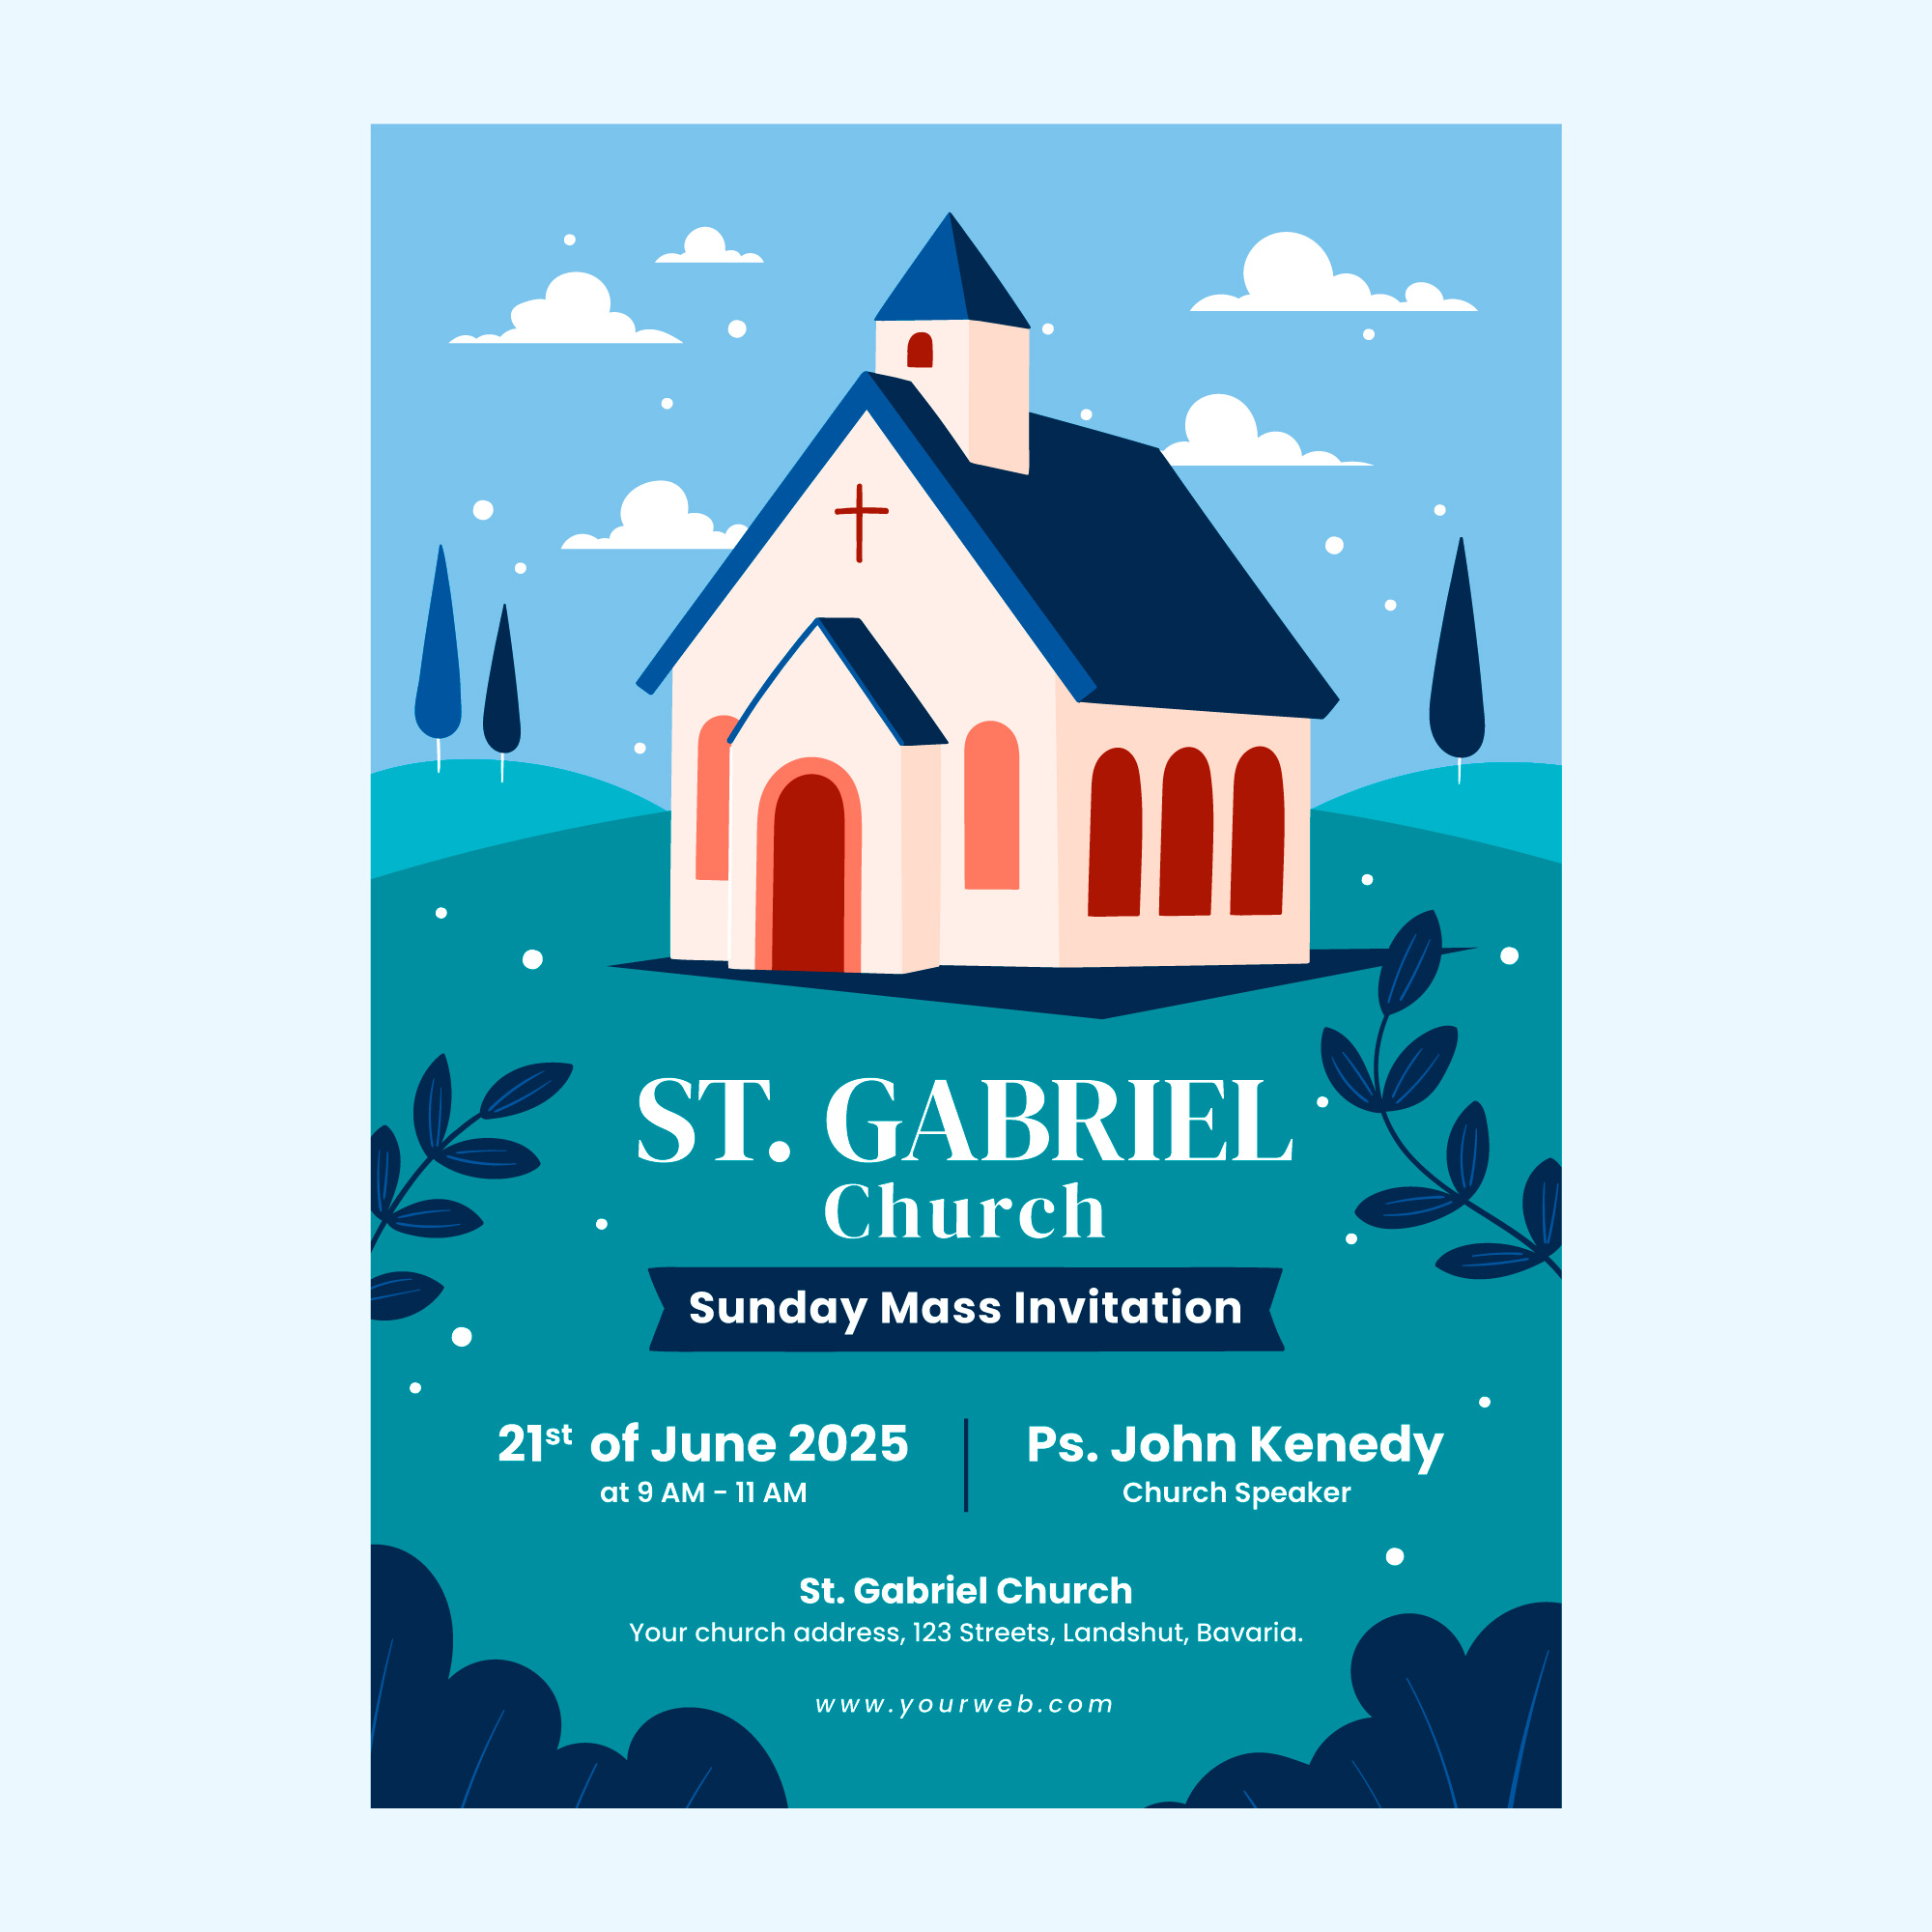 ST. GABRIEL
Church
Sunday Mass Invitation
21st of June 2025
at 9 AM - 11 AM
Ps. John Kenedy
Church Speaker
St. Gabriel Church
Your church address, 123 Streets, Landshut, Bavaria.
www.yourweb.com